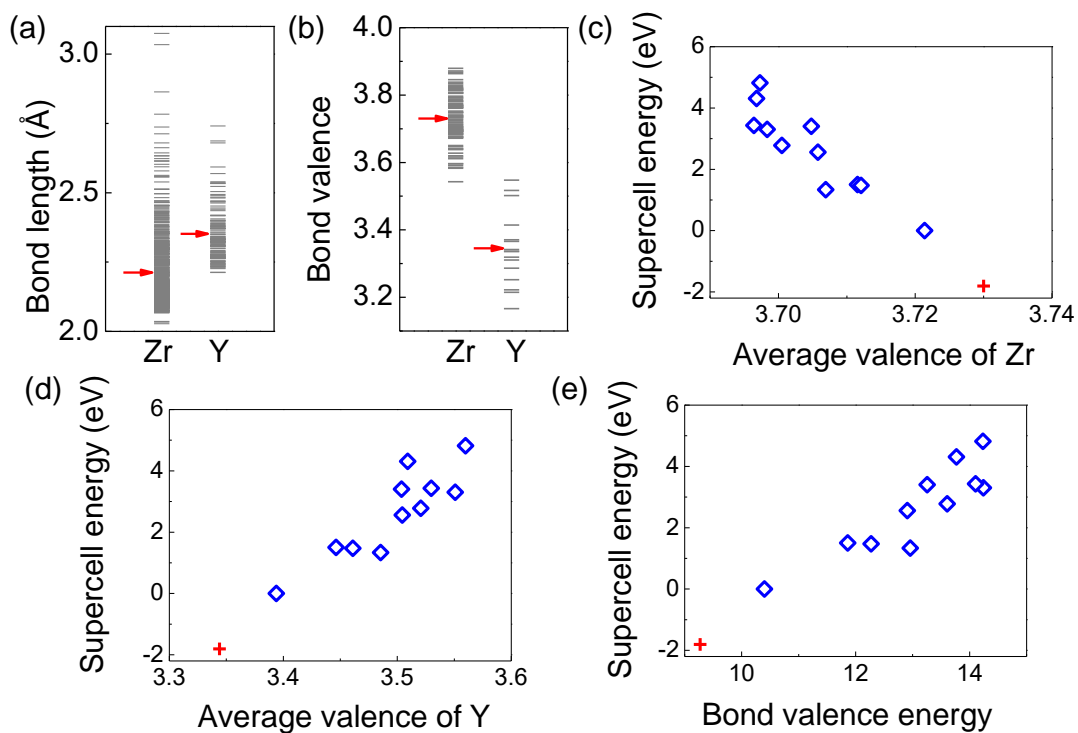 (a)
Bond length (Å)
3.0
2.5
2.0
Zr Y
(b)
Bond valence
4.0
3.8
3.6
3.4
3.2
Zr Y
(c)
Supercell energy (eV)
6
4
2
0
-2
3.70 3.72 3.74
Average valence of Zr
(d)
Supercell energy (eV)
6
4
2
0
-2
3.3 3.4 3.5 3.6
Average valence of Y
(e)
Supercell energy (eV)
6
4
2
0
-2
10 12 14
Bond valence energy